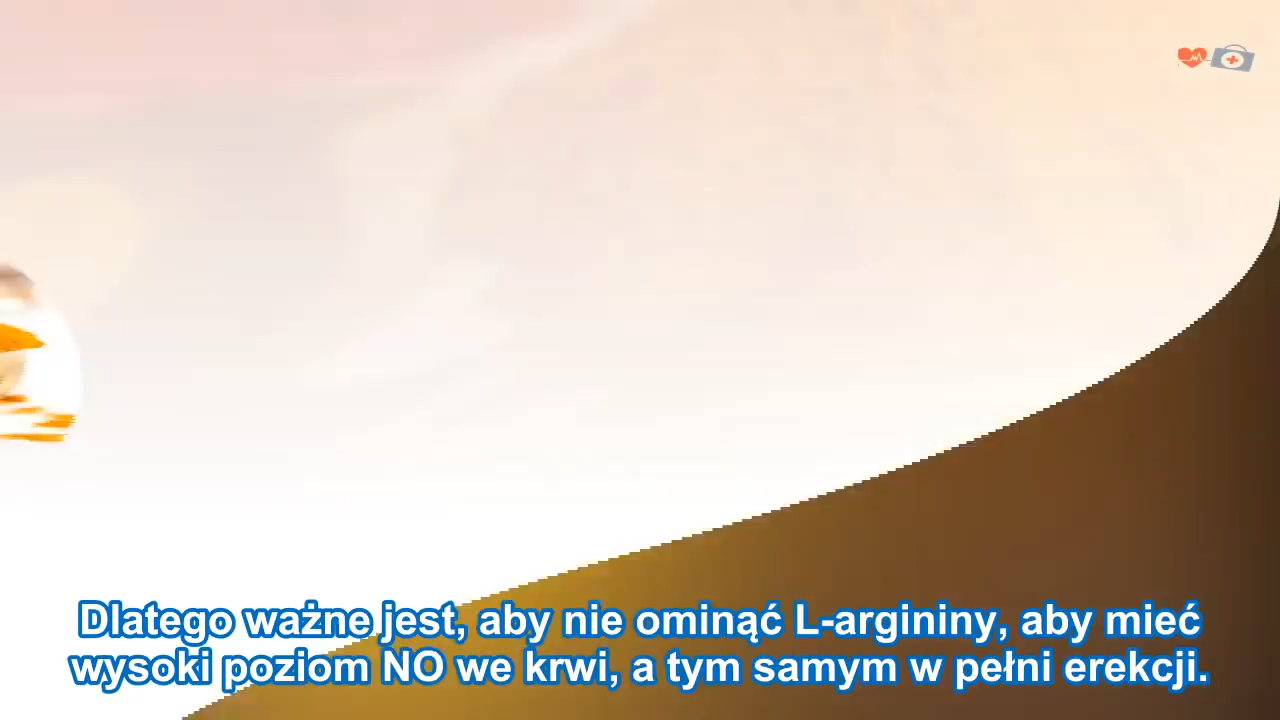 Dlatego ważne jest, aby nie ominąć L-argininy, aby mieć
wysoki poziom NO we krwi, a tym samym w pełni erekcji.